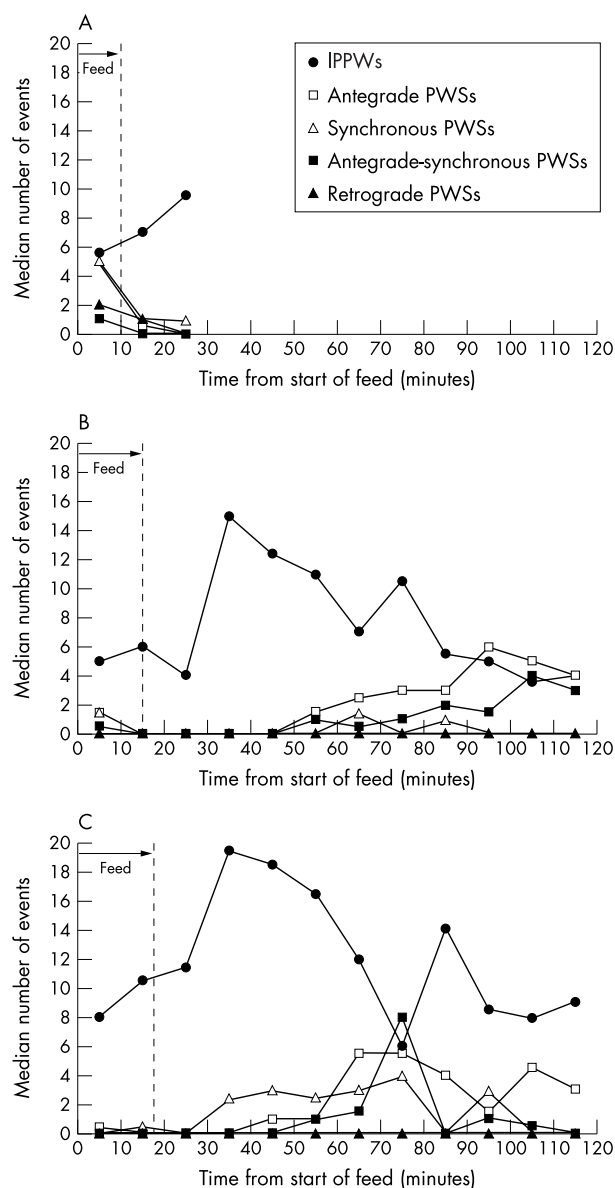 A
20
18
16
14
12
10
8
6
4
2
0
Feed
Median number of events
IPPWs
Antegrade PWSs
Synchronous PWSs
Antegrade-synchronous PWSs
Retrograde PWSs
0 10 20 30 40 50 60 70 80 90 100 110 120
Time from start of feed (minutes)
B
20
18
16
14
12
10
8
6
4
2
0
Feed
Median number of events
0 10 20 30 40 50 60 70 80 90 100 110 120
Time from start of feed (minutes)
C
20
18
16
14
12
10
8
6
4
2
0
Feed
Median number of events
0 10 20 30 40 50 60 70 80 90 100 110 120
Time from start of feed (minutes)